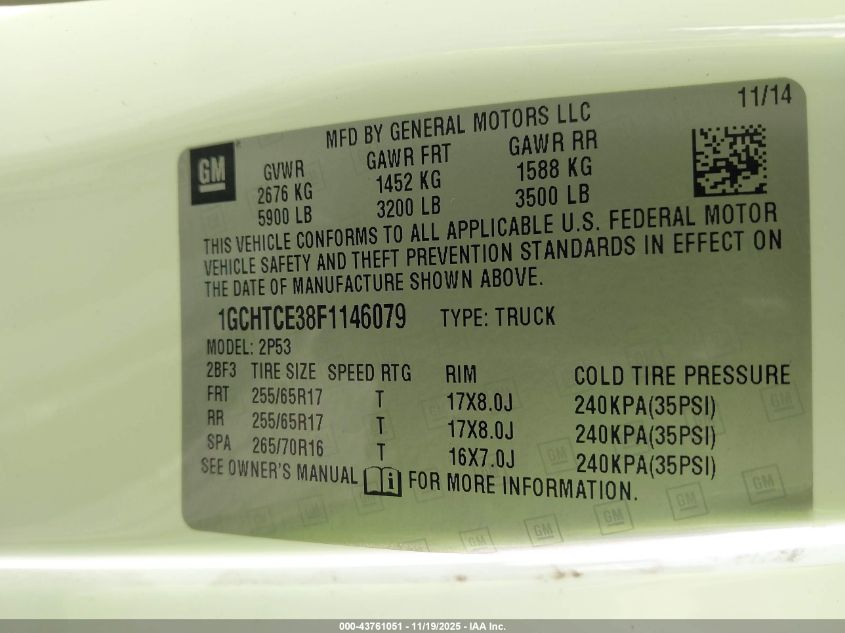 11/14
MFD BY GENERAL MOTORS LLC
GM
GVWR GAWR FRT GAWR RR
2676 KG 1452 KG 1588 KG
5900 LB 3200 LB 3500 LB
THIS VEHICLE CONFORMS TO ALL APPLICABLE U.S. FEDERAL MOTOR
VEHICLE SAFETY AND THEFT PREVENTION STANDARDS IN EFFECT ON
THE DATE OF MANUFACTURE SHOWN ABOVE.
1GCHTCE38F1146079 TYPE: TRUCK
MODEL: 2P53
2BF3 TIRE SIZE SPEED RTG RIM COLD TIRE PRESSURE
FRT 255/65R17 T 17X8.0J 240KPA(35PSI)
RR 255/65R17 T 17X8.0J 240KPA(35PSI)
SPA 265/70R16 T 16X7.0J 240KPA(35PSI)
SEE OWNER'S MANUAL FOR MORE INFORMATION.
000-43761051 - 11/19/2025 - IAA Inc.